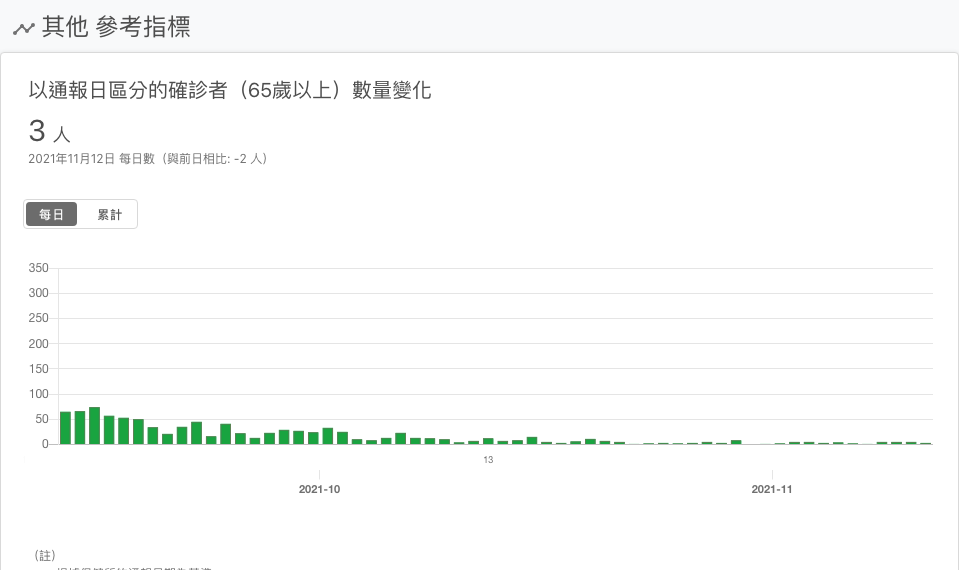 其他 參考指標
以通報日區分的確診者（65歲以上）數量變化
3 人
2021年11月12日 每日數（與前日相比: -2 人）
每日 累計
350
300
250
200
150
100
50
0
13
2021-10 2021-11
（註）